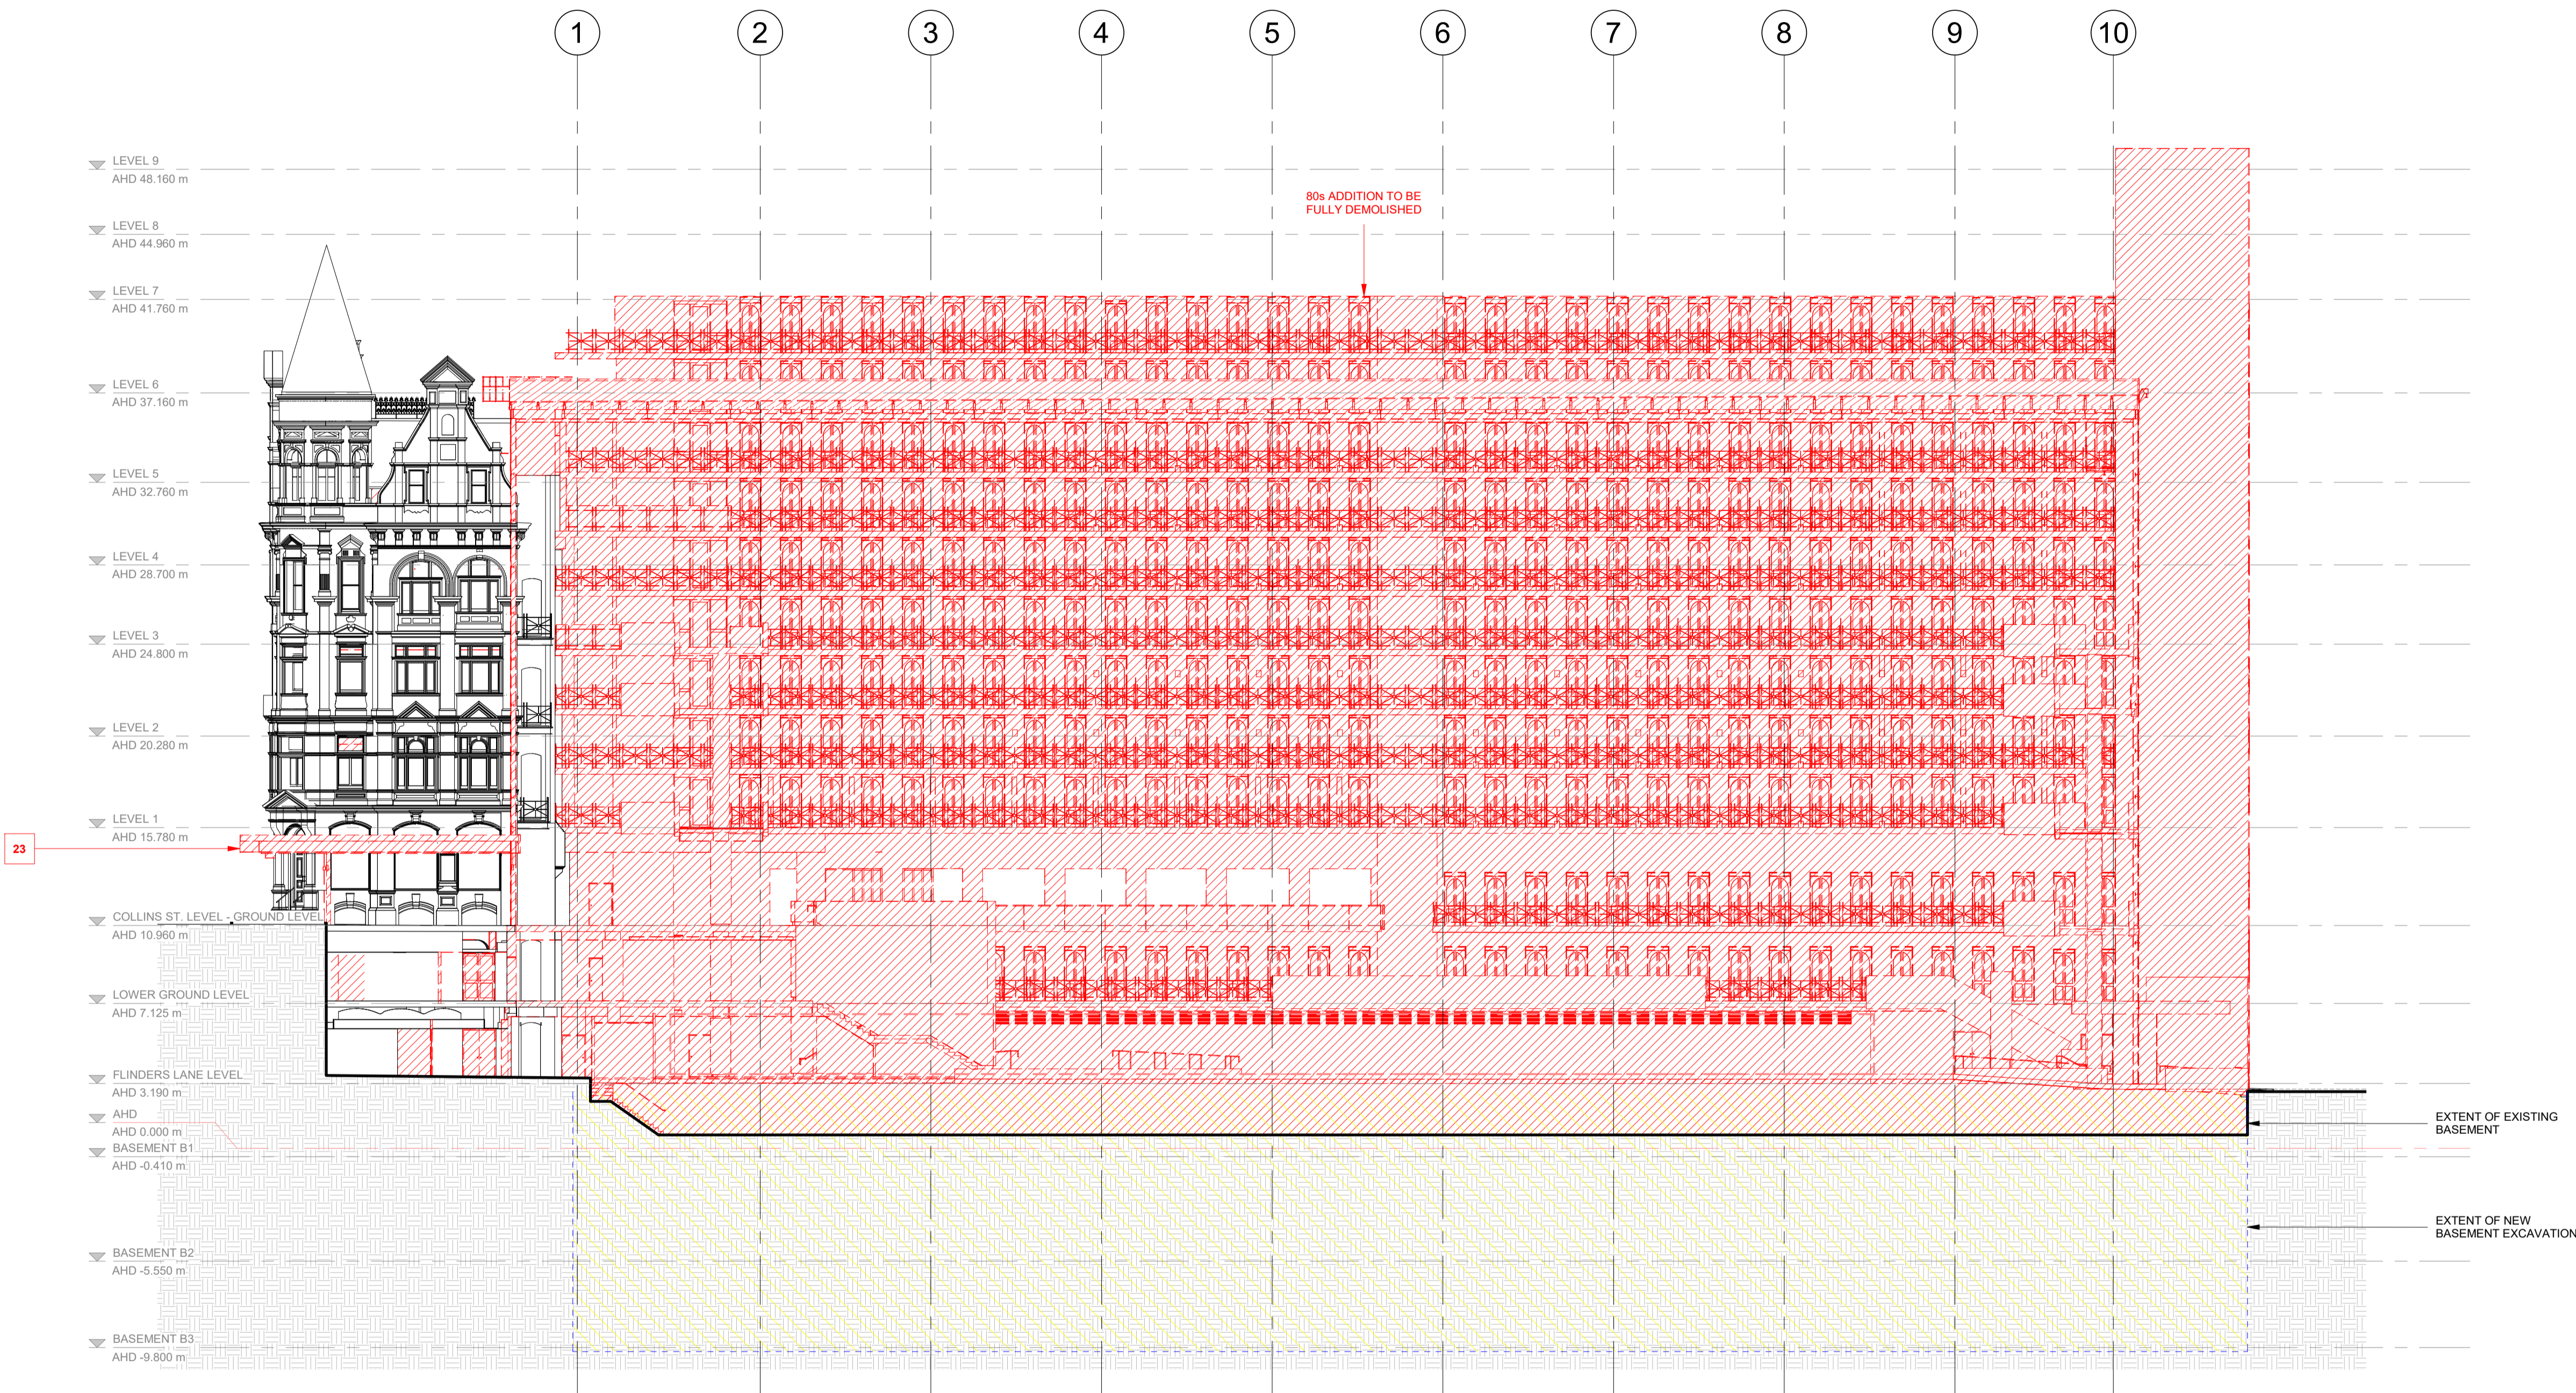 1
2
3
4
5
6
7
8
9
10
LEVEL 9
AHD 48.160 m
80s ADDITION TO BE
FULLY DEMOLISHED
LEVEL 8
AHD 44.960 m
LEVEL 7
AHD 41.760 m
LEVEL 6
AHD 37.160 m
LEVEL 5
AHD 32.760 m
LEVEL 4
AHD 28.700 m
LEVEL 3
AHD 24.800 m
LEVEL 2
AHD 20.280 m
LEVEL 1
AHD 15.780 m
23
COLLINS ST. LEVEL - GROUND LEVEL
AHD 10.960 m
LOWER GROUND LEVEL
AHD 7.125 m
FLINDERS LANE LEVEL
AHD 3.190 m
AHD
AHD 0.000 m
EXTENT OF EXISTING
BASEMENT
BASEMENT B1
AHD -0.410 m
EXTENT OF NEW
BASEMENT EXCAVATION
BASEMENT B2
AHD -5.550 m
BASEMENT B3
AHD -9.800 m